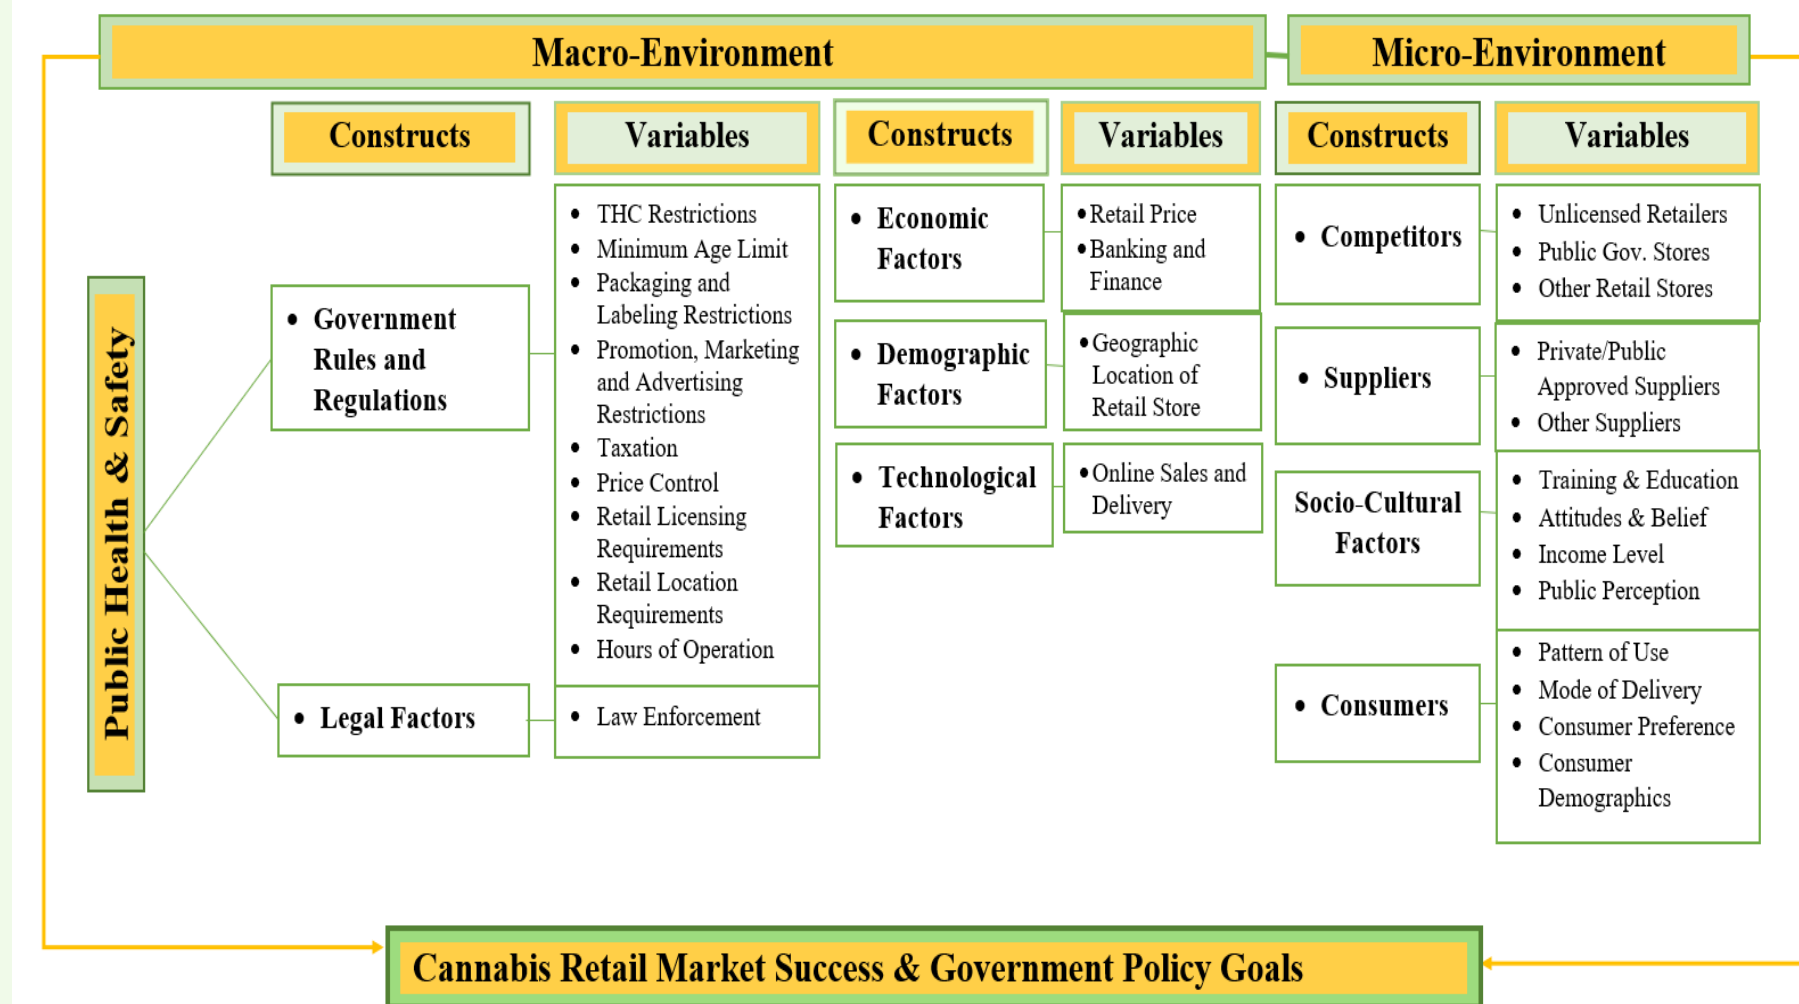 Macro-Environment
Micro-Environment
Constructs
Variables
Constructs
Variables
Constructs
Variables
Public Health & Safety
• Government
Rules and
Regulations
• THC Restrictions
• Minimum Age Limit
• Packaging and
Labeling Restrictions
• Promotion, Marketing
and Advertising
Restrictions
• Taxation
• Price Control
• Retail Licensing
Requirements
• Retail Location
Requirements
• Hours of Operation
• Legal Factors
• Law Enforcement
• Economic
Factors
• Retail Price
• Banking and
Finance
• Demographic
Factors
• Geographic
Location of
Retail Store
• Technological
Factors
• Online Sales and
Delivery
• Competitors
• Unlicensed Retailers
• Public Gov. Stores
• Other Retail Stores
• Suppliers
• Private/Public
Approved Suppliers
• Other Suppliers
Socio-Cultural
Factors
• Training & Education
• Attitudes & Belief
• Income Level
• Public Perception
• Consumers
• Pattern of Use
• Mode of Delivery
• Consumer Preference
• Consumer
Demographics
Cannabis Retail Market Success & Government Policy Goals